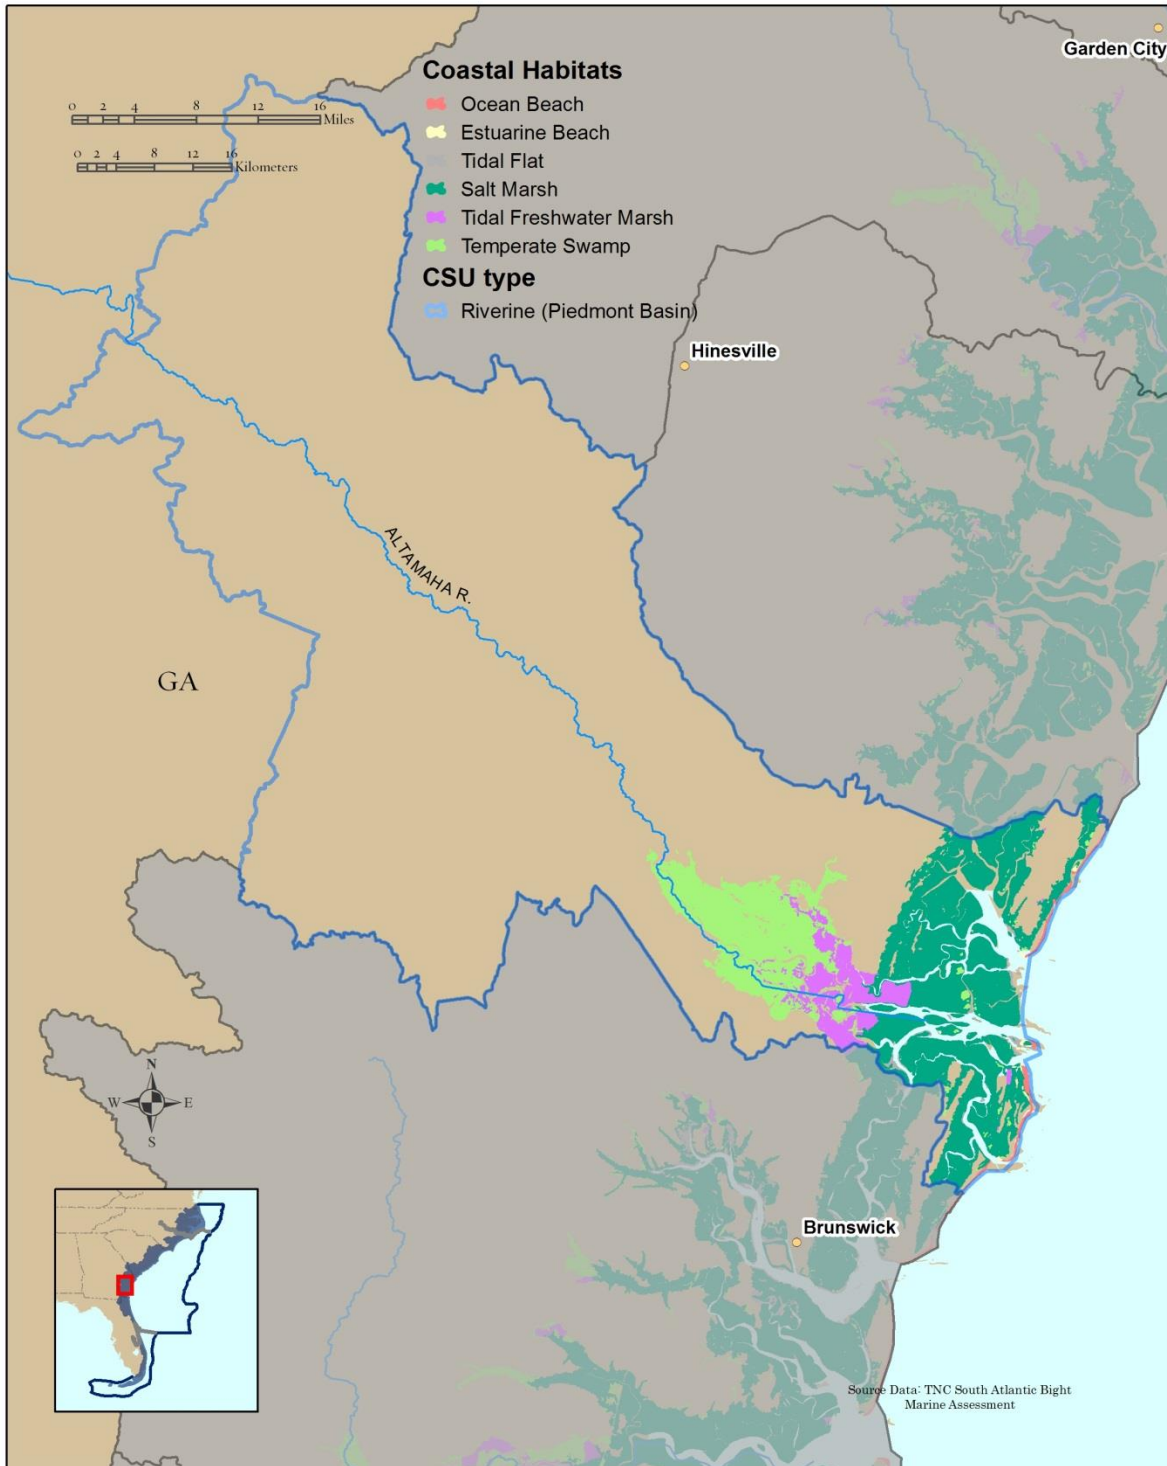 Garden City
Coastal Habitats
Ocean Beach
Estuarine Beach
Tidal Flat
Salt Marsh
Tidal Freshwater Marsh
Temperate Swamp
CSU type
Riverine (Piedmont Basin)
0 2 4 8 12 16
Miles
0 2 4 8 12 16
Kilometers
Hinesville
ALTAMAHA R.
GA
N
W E
S
Brunswick
Source Data: TNC South Atlantic Bight
Marine Assessment